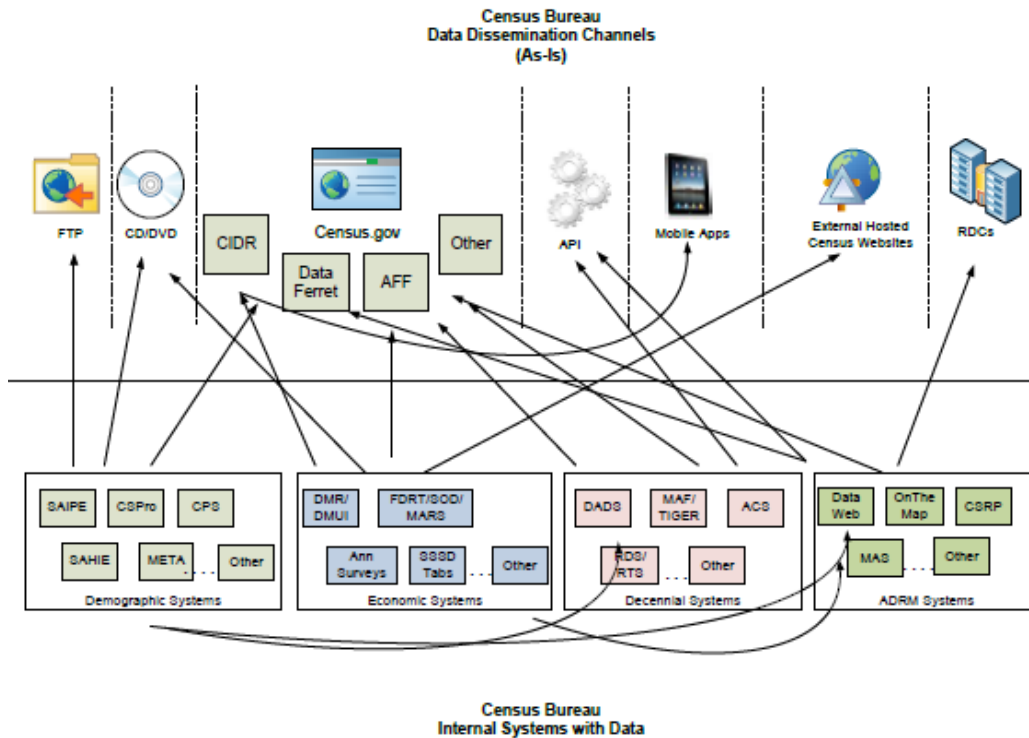 Census Bureau
Data Dissemination Channels
(As-Is)
FTP
CD/DVD
Census.gov
CIDR
Data
Ferret
AFF
Other
API
Mobile Apps
External Hosted
Census Websites
RDCs
SAIPE
CSPro
CPS
SAHIE
META
Other
Demographic Systems
DMR/
DMUI
FDRT/SOD/
MARS
Ann
Surveys
SSSD
Tabs
Other
Economic Systems
DADS
MAF/
TIGER
ACS
RDS/
/RTS
Other
Decennial Systems
Data
Web
OnThe
Map
CSRP
MAS
Other
ADRM Systems
Census Bureau
Internal Systems with Data